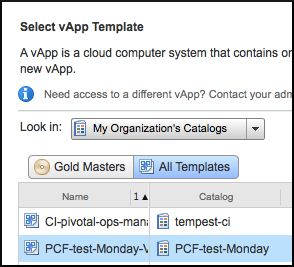 Select vApp Template
A vApp is a cloud computer system that contains or
new vApp.
Need access to a different vApp? Contact your adm
Look in: My Organization's Catalogs
Gold Masters All Templates
Name 1 Catalog
CI-pivotal-ops-mana tempest-ci
PCF-test-Monday-V PCF-test-Monday